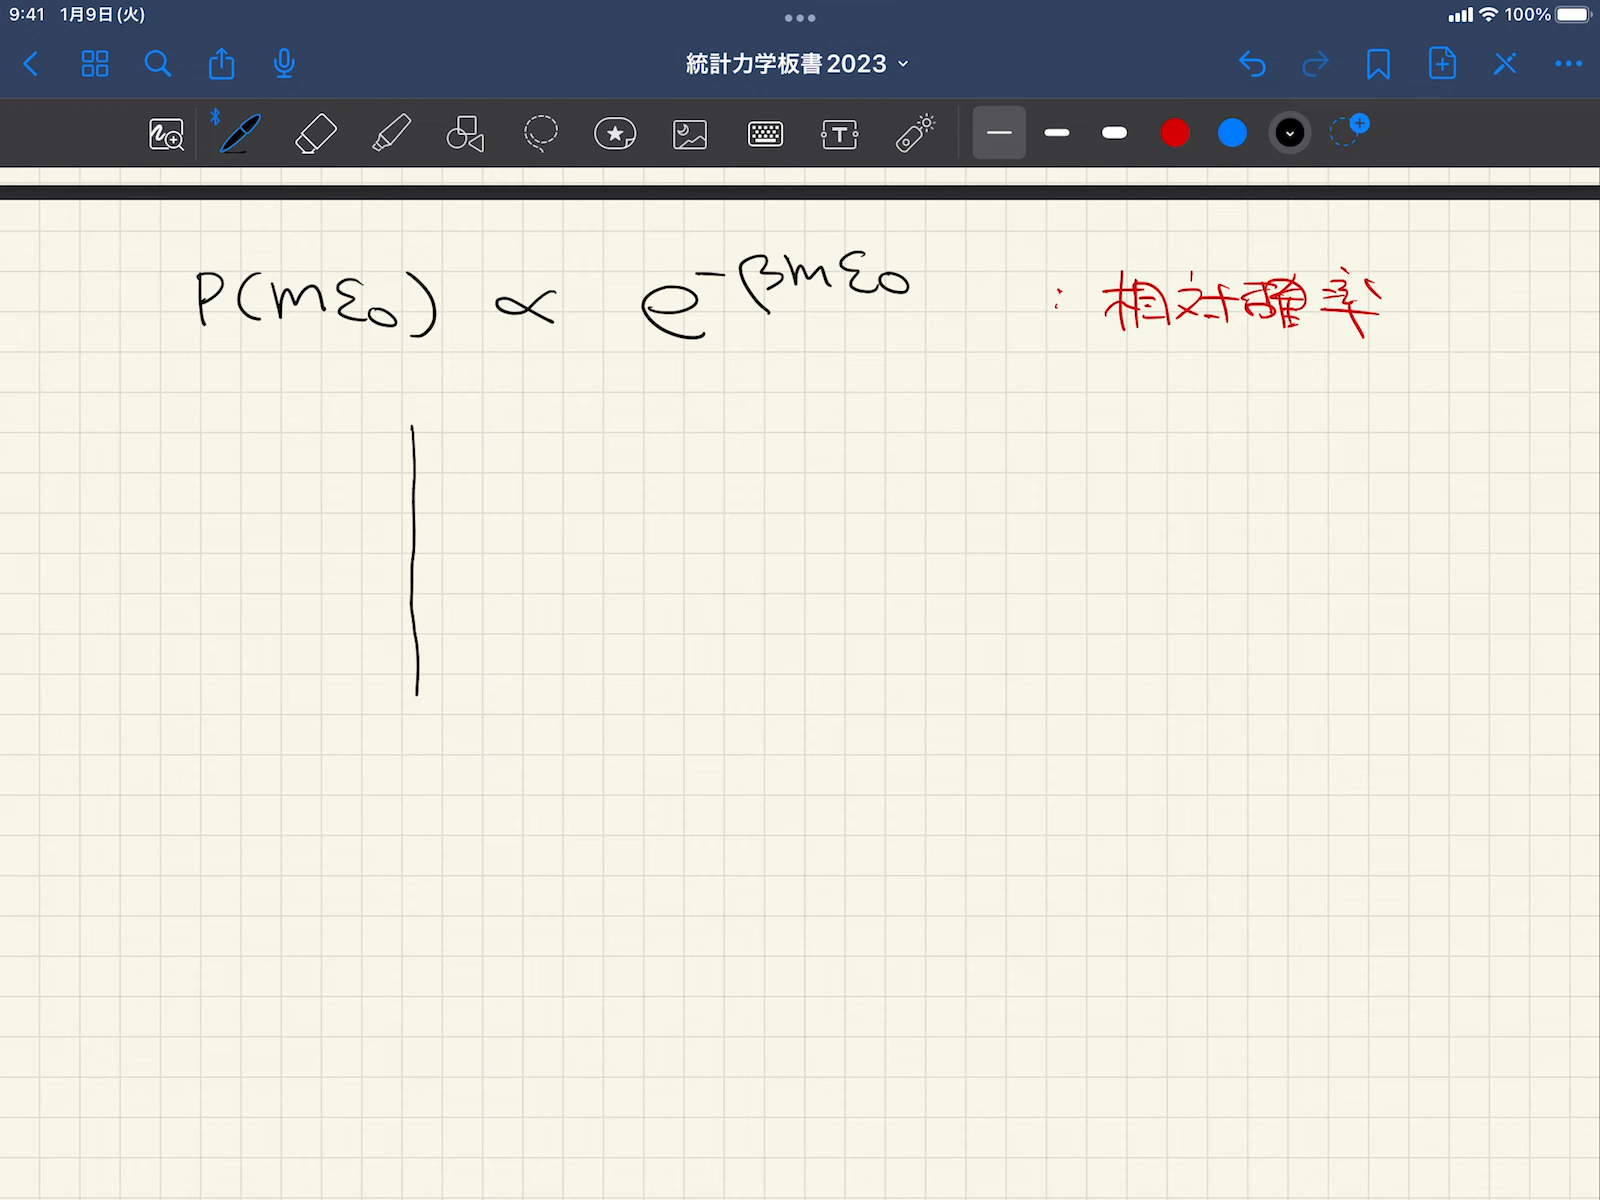 9:41 1月9日(火) 100%
統計力学板書2023
T
P(mε₀) ∝ e^{-βmε₀} : 相対確率